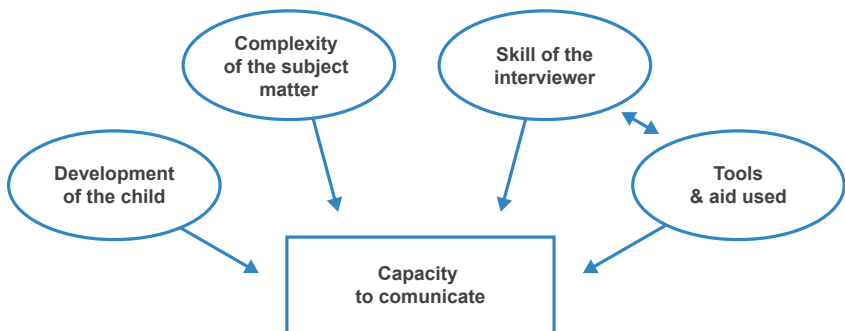 Complexity
of the subject
matter
Skill of the
interviewer
Development
of the child
Tools
& aid used
Capacity
to comunicate